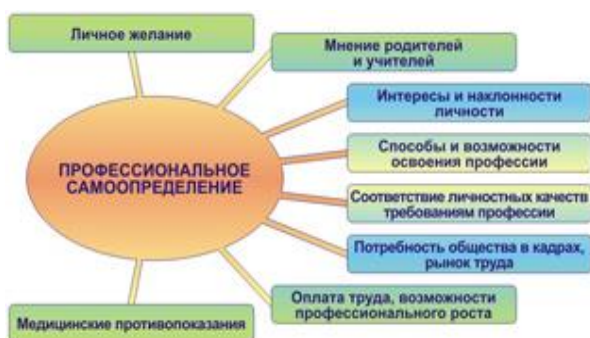 Личное желание
Мнение родителей
и учителей
Интересы и наклонности
личности
Способы и возможности
освоения профессии
ПРОФЕССИОНАЛЬНОЕ
САМООПРЕДЕЛЕНИЕ
Соответствие личностных качеств
требованиям профессии
Потребность общества в кадрах,
рынок труда
Оплата труда, возможности
профессионального роста
Медицинские противопоказания